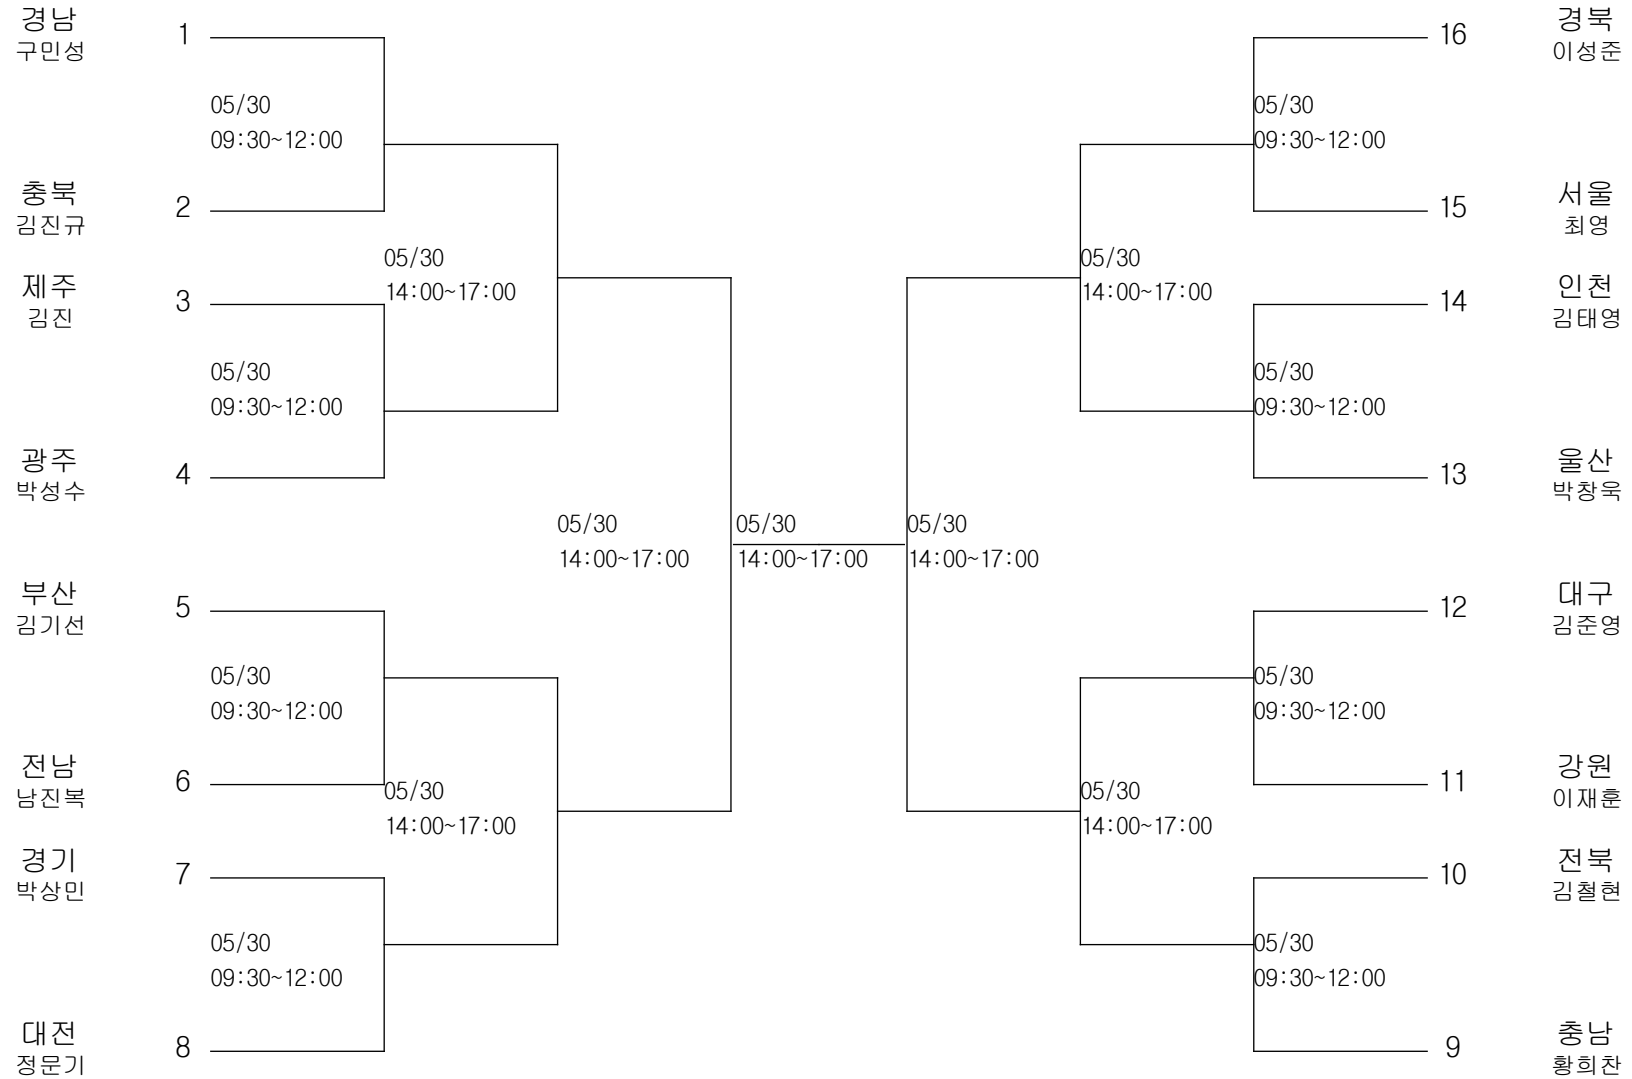 경남
구민성
1
16
경북
이성준
05/30
09:30~12:00
05/30
09:30~12:00
충북
김진규
2
15
서울
최영
05/30
14:00~17:00
05/30
14:00~17:00
제주
김진
3
14
인천
김태영
05/30
09:30~12:00
05/30
09:30~12:00
광주
박성수
4
13
울산
박창욱
05/30
14:00~17:00
05/30
14:00~17:00
05/30
14:00~17:00
부산
김기선
5
12
대구
김준영
05/30
09:30~12:00
05/30
09:30~12:00
전남
남진복
6
11
강원
이재훈
05/30
14:00~17:00
05/30
14:00~17:00
경기
박상민
7
10
전북
김철현
05/30
09:30~12:00
05/30
09:30~12:00
대전
정문기
8
9
충남
황희찬